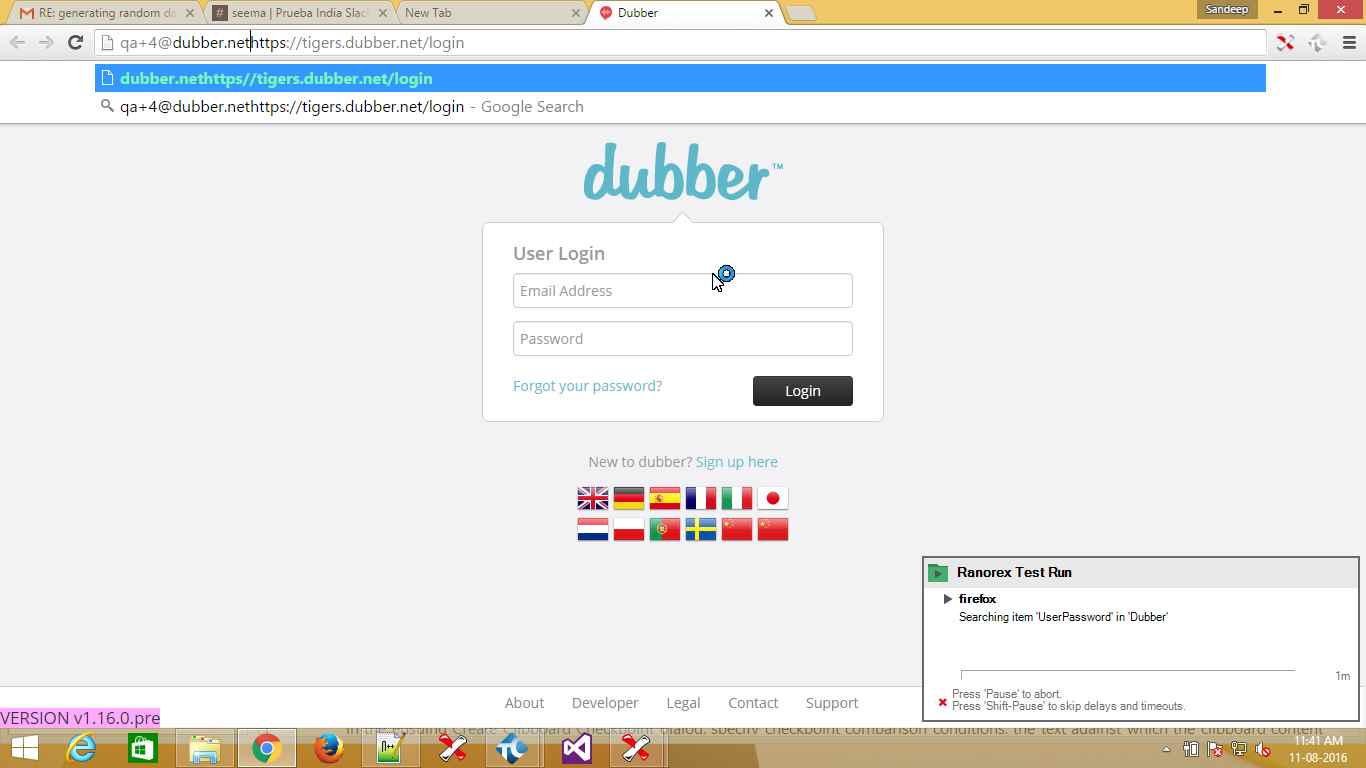 RE: generating random da
seema | Prueba India Slack
New Tab
Dubber
Sandeep
qa+4@dubber.nethttps://tigers.dubber.net/login
dubber.nethttps//tigers.dubber.net/login
qa+4@dubber.nethttps://tigers.dubber.net/login - Google Search
dubber™
User Login
Email Address
Password
Forgot your password?
Login
New to dubber? Sign up here
Ranorex Test Run
firefox
Searching item 'UserPassword' in 'Dubber'
1m
Press 'Pause' to abort.
Press 'Shift-Pause' to skip delays and timeouts.
About
Developer
Legal
Contact
Support
VERSION v1.16.0.pre
11:41 AM
11-08-2016